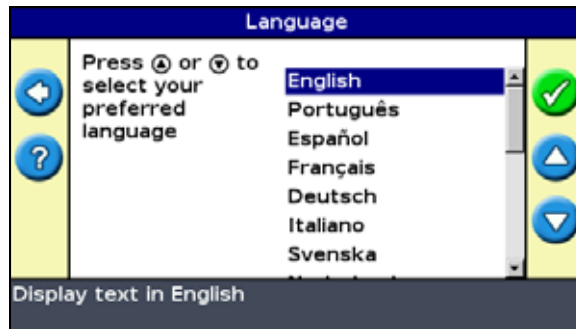 Language
Press ▲ or ▼ to
select your
preferred
language
English
Português
Español
Français
Deutsch
Italiano
Svenska
Display text in English